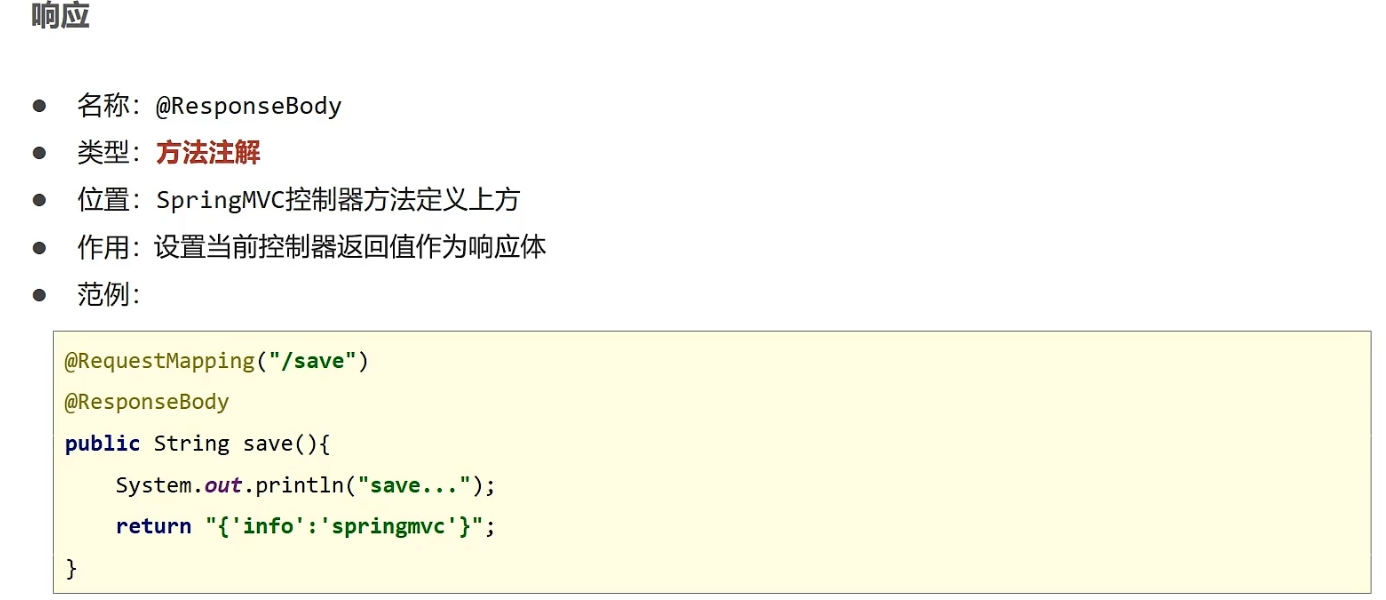 响应
● 名称：@ResponseBody
● 类型：方法注解
● 位置：SpringMVC控制器方法定义上方
● 作用：设置当前控制器返回值作为响应体
● 范例：
@RequestMapping("/save")
@ResponseBody
public String save(){
    System.out.println("save...");
    return "{'info':'springmvc'}";
}